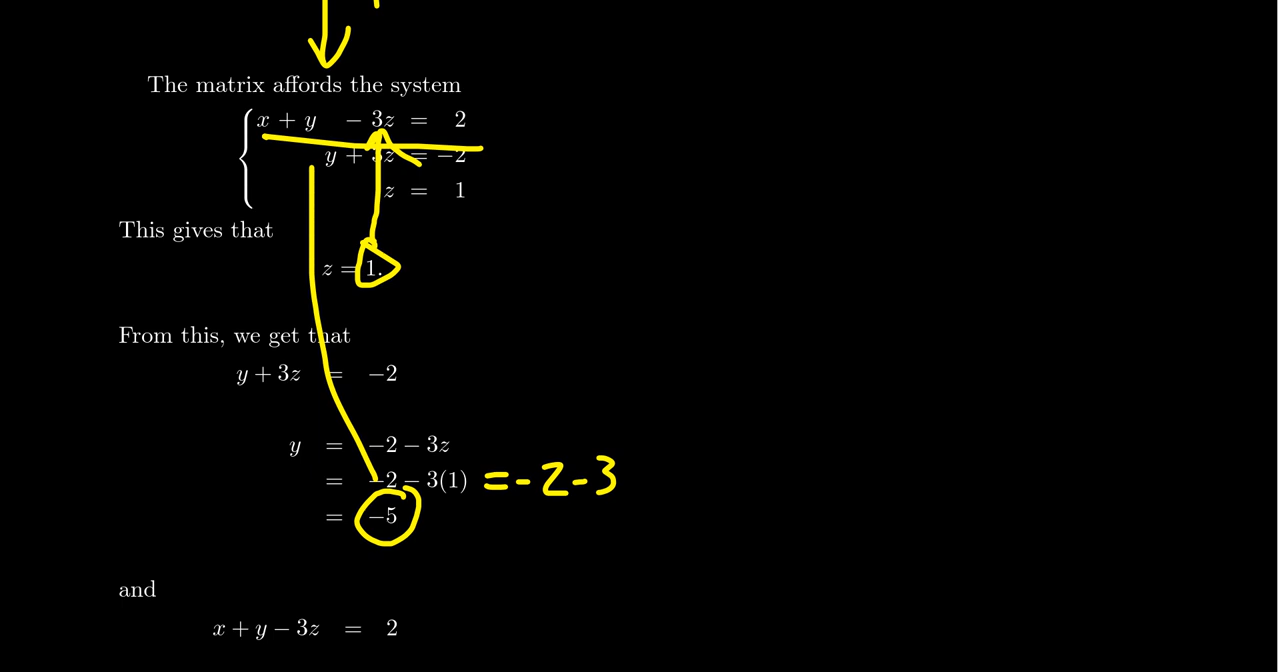 The matrix affords the system
x + y − 3z = 2
y + 3z = −2
z = 1
This gives that
z = 1.
From this, we get that
y + 3z = −2
y = −2 − 3z
= −2 − 3(1) = - 2 - 3
= −5
and
x + y − 3z = 2